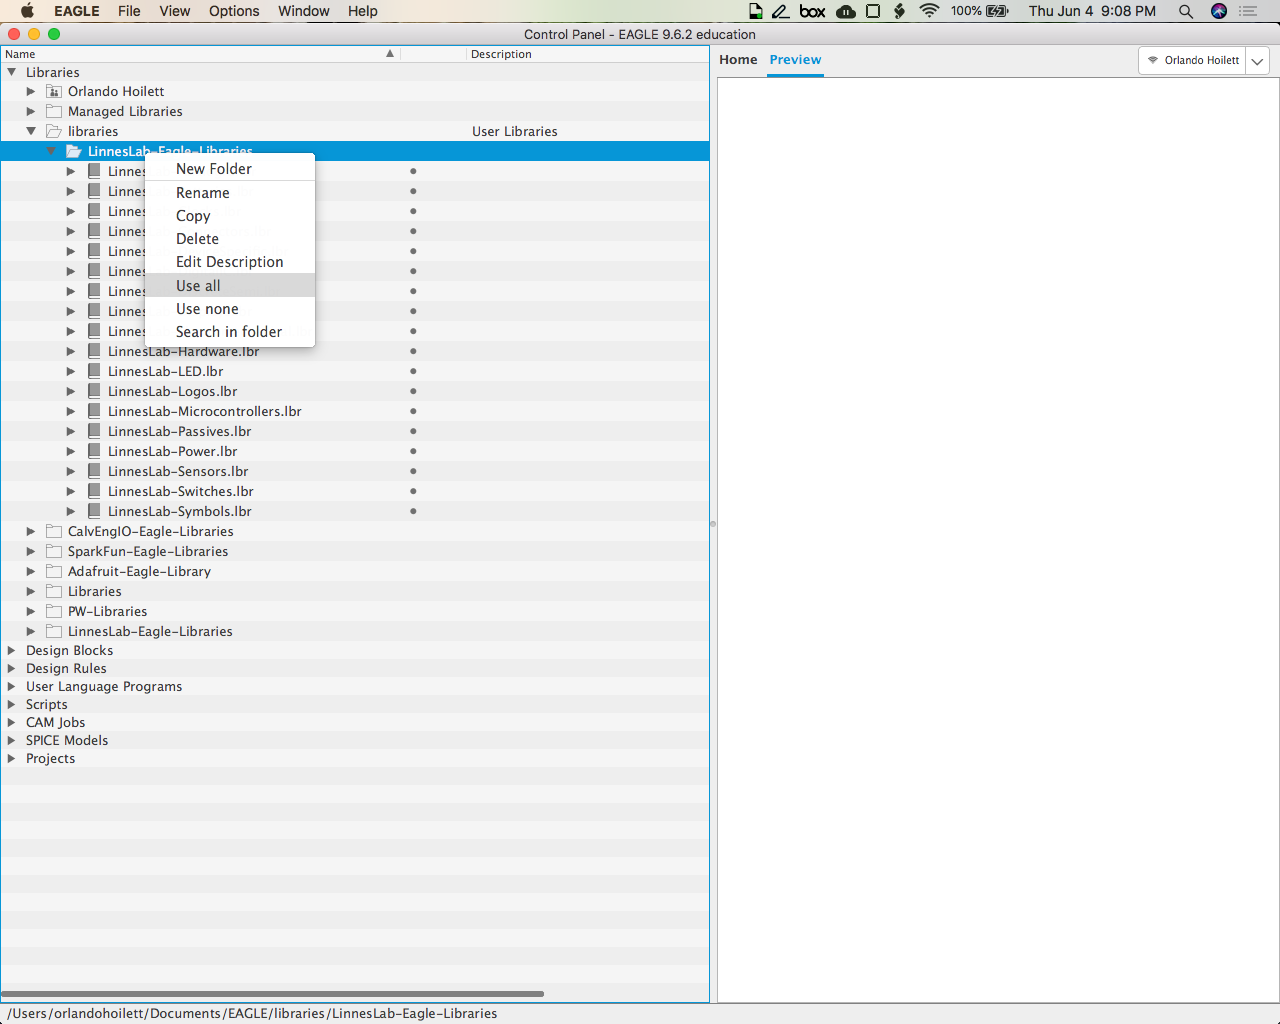 EAGLE File View Options Window Help box 100% Thu Jun 4 9:08 PM
Control Panel - EAGLE 9.6.2 education
Name Description
Home Preview Orlando Hoilett
Libraries
Orlando Hoilett
Managed Libraries
libraries User Libraries
LinnesLab-Eagle-Libraries
New Folder
Rename
Copy
Delete
Edit Description
Use all
Use none
Search in folder
Linnes
Linnes
Linnes
Linnes
Linnes
Linnes
Linnes
Linnes
Linnes
LinnesLab-Hardware.lbr
LinnesLab-LED.lbr
LinnesLab-Logos.lbr
LinnesLab-Microcontrollers.lbr
LinnesLab-Passives.lbr
LinnesLab-Power.lbr
LinnesLab-Sensors.lbr
LinnesLab-Switches.lbr
LinnesLab-Symbols.lbr
CalvEngIO-Eagle-Libraries
SparkFun-Eagle-Libraries
Adafruit-Eagle-Library
Libraries
PW-Libraries
LinnesLab-Eagle-Libraries
Design Blocks
Design Rules
User Language Programs
Scripts
CAM Jobs
SPICE Models
Projects
/Users/orlandohoilett/Documents/EAGLE/libraries/LinnesLab-Eagle-Libraries